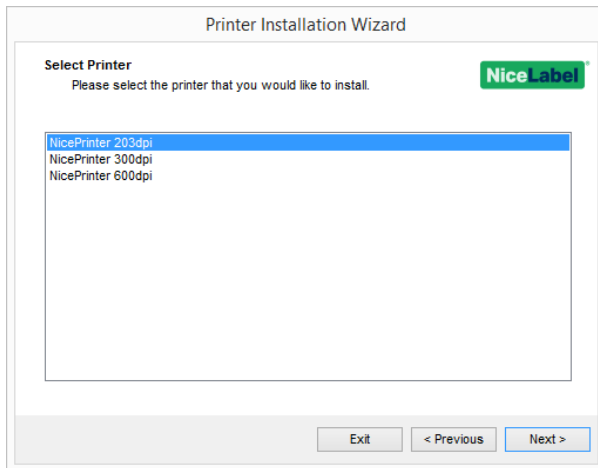 Printer Installation Wizard
Select Printer
Please select the printer that you would like to install.
NiceLabel®
NicePrinter 203dpi
NicePrinter 300dpi
NicePrinter 600dpi
Exit
< Previous
Next >